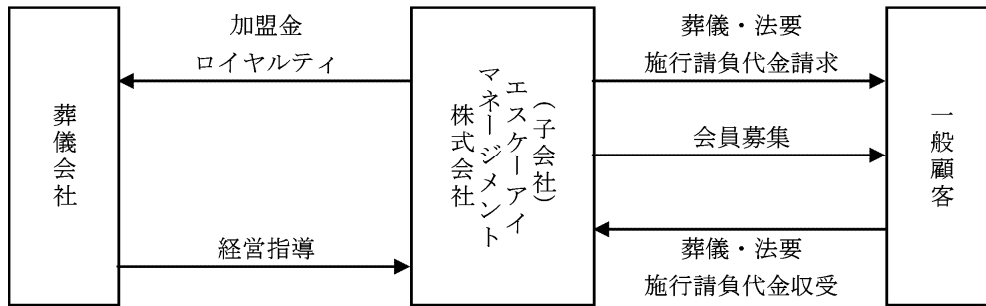 葬儀会社
加盟金
ロイヤルティ
経営指導
(子会社)
エスケーアイ
マネージメント
株式会社
葬儀・法要
施行請負代金請求
会員募集
葬儀・法要
施行請負代金収受
一般顧客